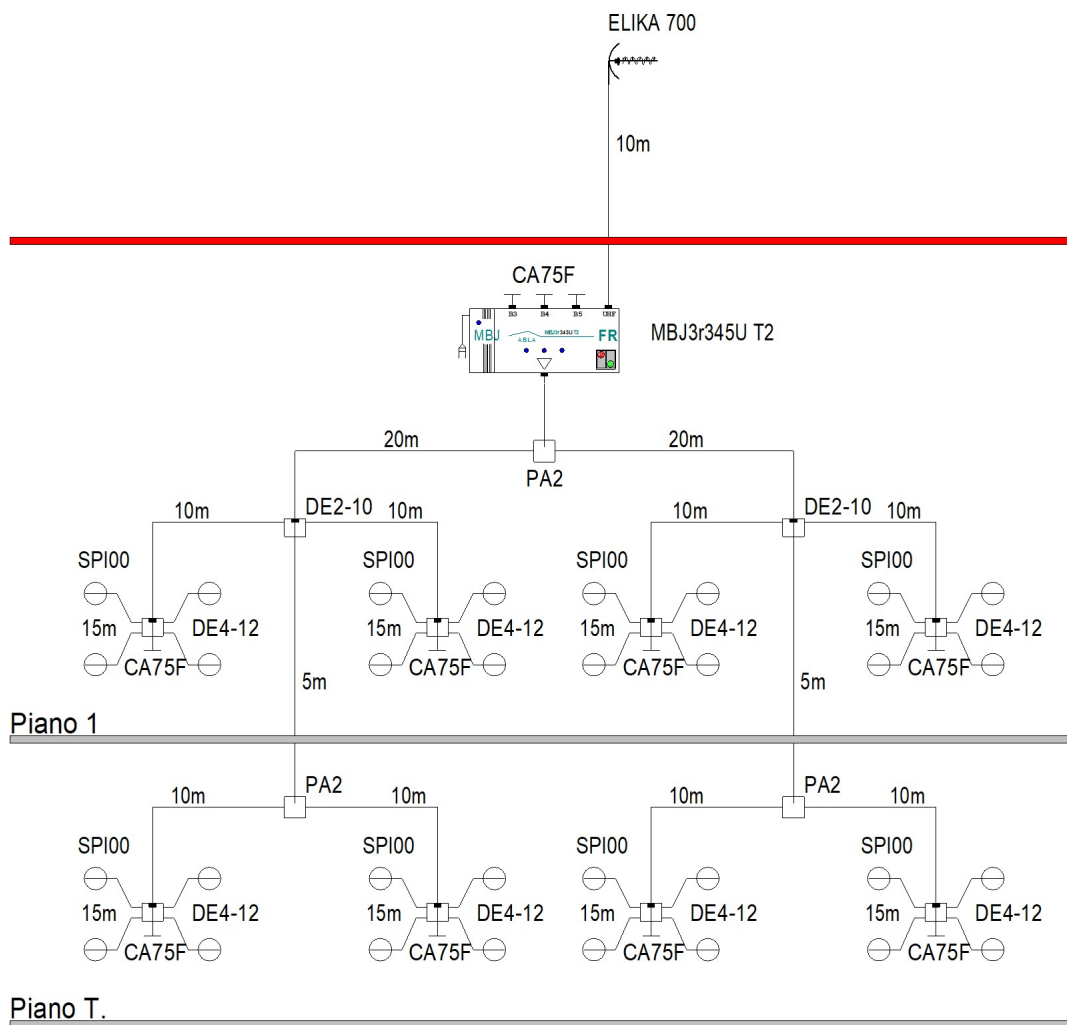 ELIKA 700
10m
CA75F
B3 B4 B5 UHF
MBJ MBJ3r345U T2 FR
A.B.L.A
MBJ3r345U T2
20m 20m
PA2
10m DE2-10 10m 10m DE2-10 10m
SPI00 SPI00 SPI00 SPI00
15m DE4-12 15m DE4-12 15m DE4-12 15m DE4-12
CA75F CA75F CA75F CA75F
5m 5m
Piano 1
10m PA2 10m 10m PA2 10m
SPI00 SPI00 SPI00 SPI00
15m DE4-12 15m DE4-12 15m DE4-12 15m DE4-12
CA75F CA75F CA75F CA75F
Piano T.